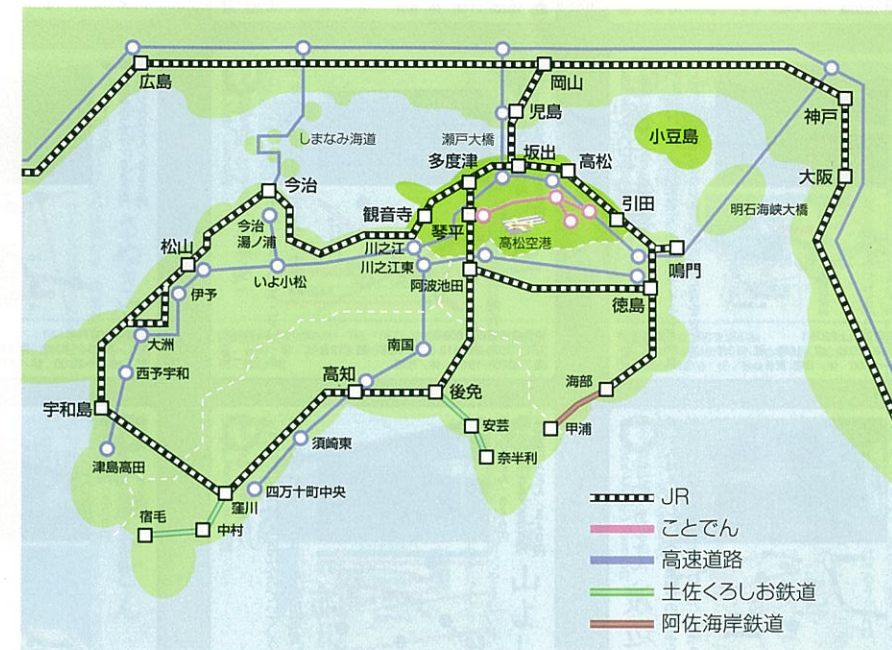 広島
岡山
児島
しまなみ海道
瀬戸大橋
坂出
高松
小豆島
神戸
大阪
多度津
今治
観音寺
引田
明石海峡大橋
今治
湯ノ浦
琴平
高松空港
松山
川之江
川之江東
阿波池田
鳴門
伊予
いよ小松
徳島
大洲
南国
西予宇和
高知
後免
海部
宇和島
安芸
甲浦
須崎東
奈半利
津島高田
四万十町中央
窪川
宿毛
中村
JR
ことでん
高速道路
土佐くろしお鉄道
阿佐海岸鉄道